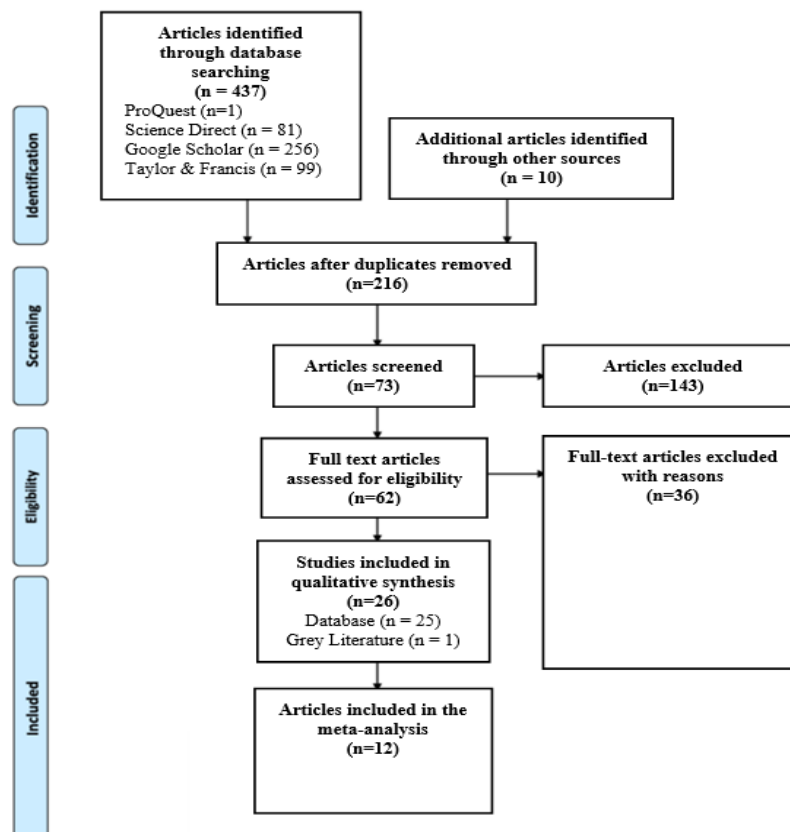 Articles identified
through database
searching
(n = 437)
ProQuest (n=1)
Science Direct (n = 81)
Google Scholar (n = 256)
Taylor & Francis (n = 99)
Additional articles identified
through other sources
(n = 10)
Identification
Articles after duplicates removed
(n=216)
Screening
Articles screened
(n=73)
Articles excluded
(n=143)
Eligibility
Full text articles
assessed for eligibility
(n=62)
Full-text articles excluded
with reasons
(n=36)
Studies included in
qualitative synthesis
(n=26)
Database (n = 25)
Grey Literature (n = 1)
Included
Articles included in the
meta-analysis
(n=12)